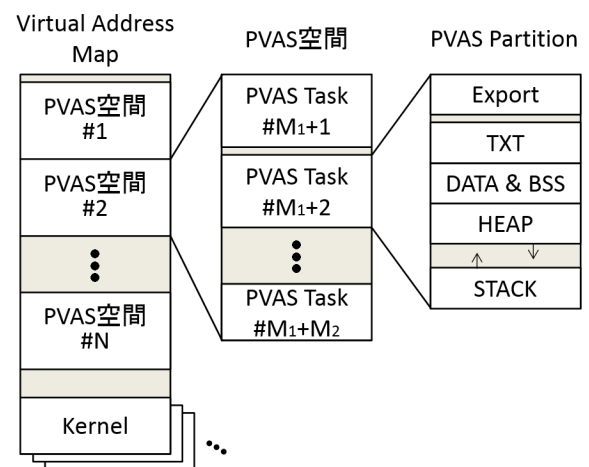 Virtual Address
Map
PVAS空間
#1
PVAS空間
#2
PVAS空間
#N
Kernel
PVAS空間
PVAS Task
#M1+1
PVAS Task
#M1+2
PVAS Task
#M1+M2
PVAS Partition
Export
TXT
DATA & BSS
HEAP
STACK